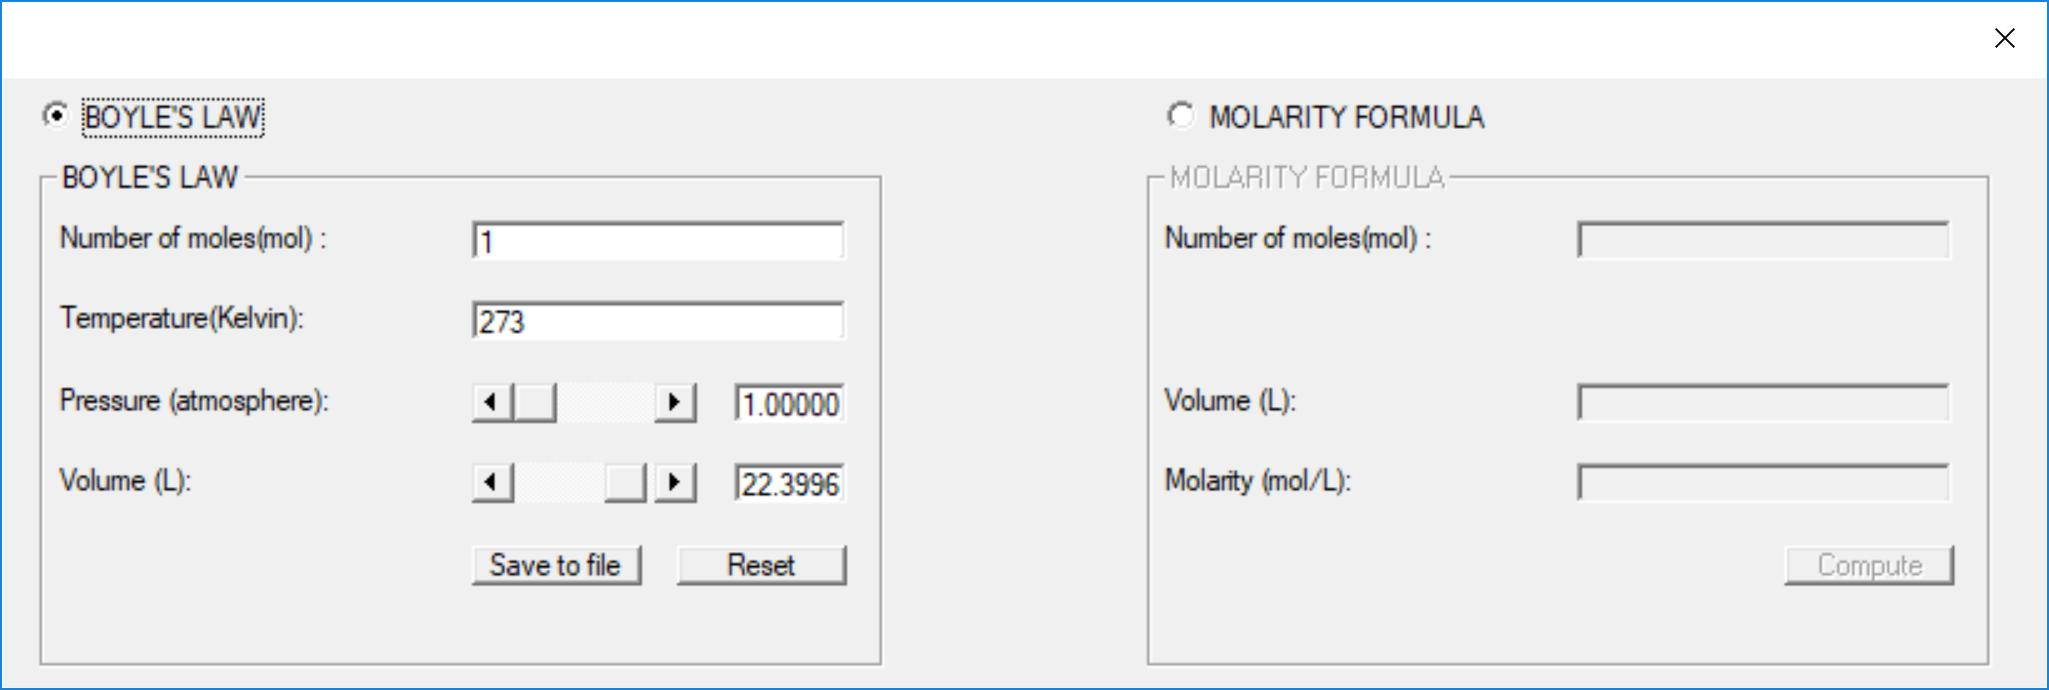 BOYLE'S LAW
BOYLE'S LAW
Number of moles(mol) :
1
Temperature(Kelvin):
273
Pressure (atmosphere):
1.00000
Volume (L):
22.3996
Save to file
Reset
MOLARITY FORMULA
MOLARITY FORMULA
Number of moles(mol) :
Volume (L):
Molarity (mol/L):
Compute